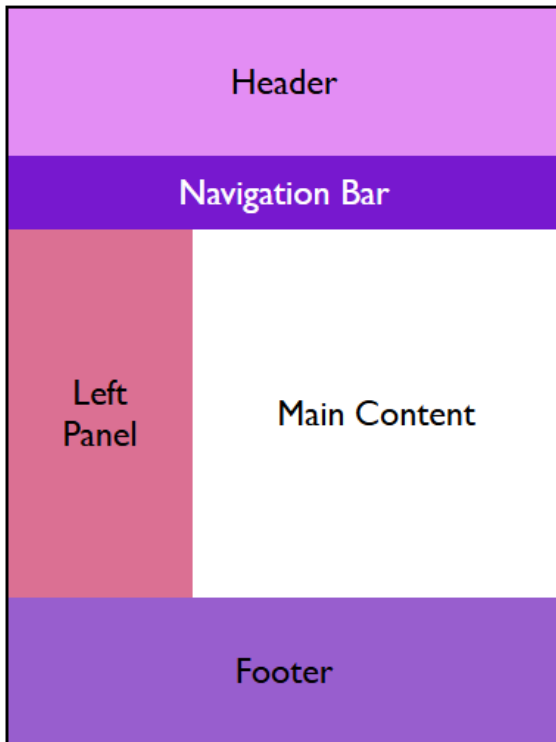 Header
Navigation Bar
Left
Panel
Main Content
Footer